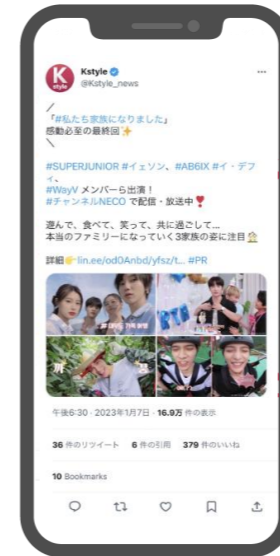 K
style
Kstyle
@Kstyle_news
...
／
「#私たち家族になりました」
感動必至の最終回✨
＼
#SUPERJUNIOR #イェソン、#AB6IX #イ・デフ
ィ、
#WayV メンバーら出演！
#チャンネルNECO で配信・放送中❣️
遊んで、食べて、笑って、共に過ごして…
本当のファミリーになっていく3家族の姿に注目🏠
詳細👉lin.ee/od0Anbd/yfsz/t… #PR
午後6:30 · 2023年1月7日 · 16.9万 件の表示
36 件のリツイート 6 件の引用 379 件のいいね
10 Bookmarks